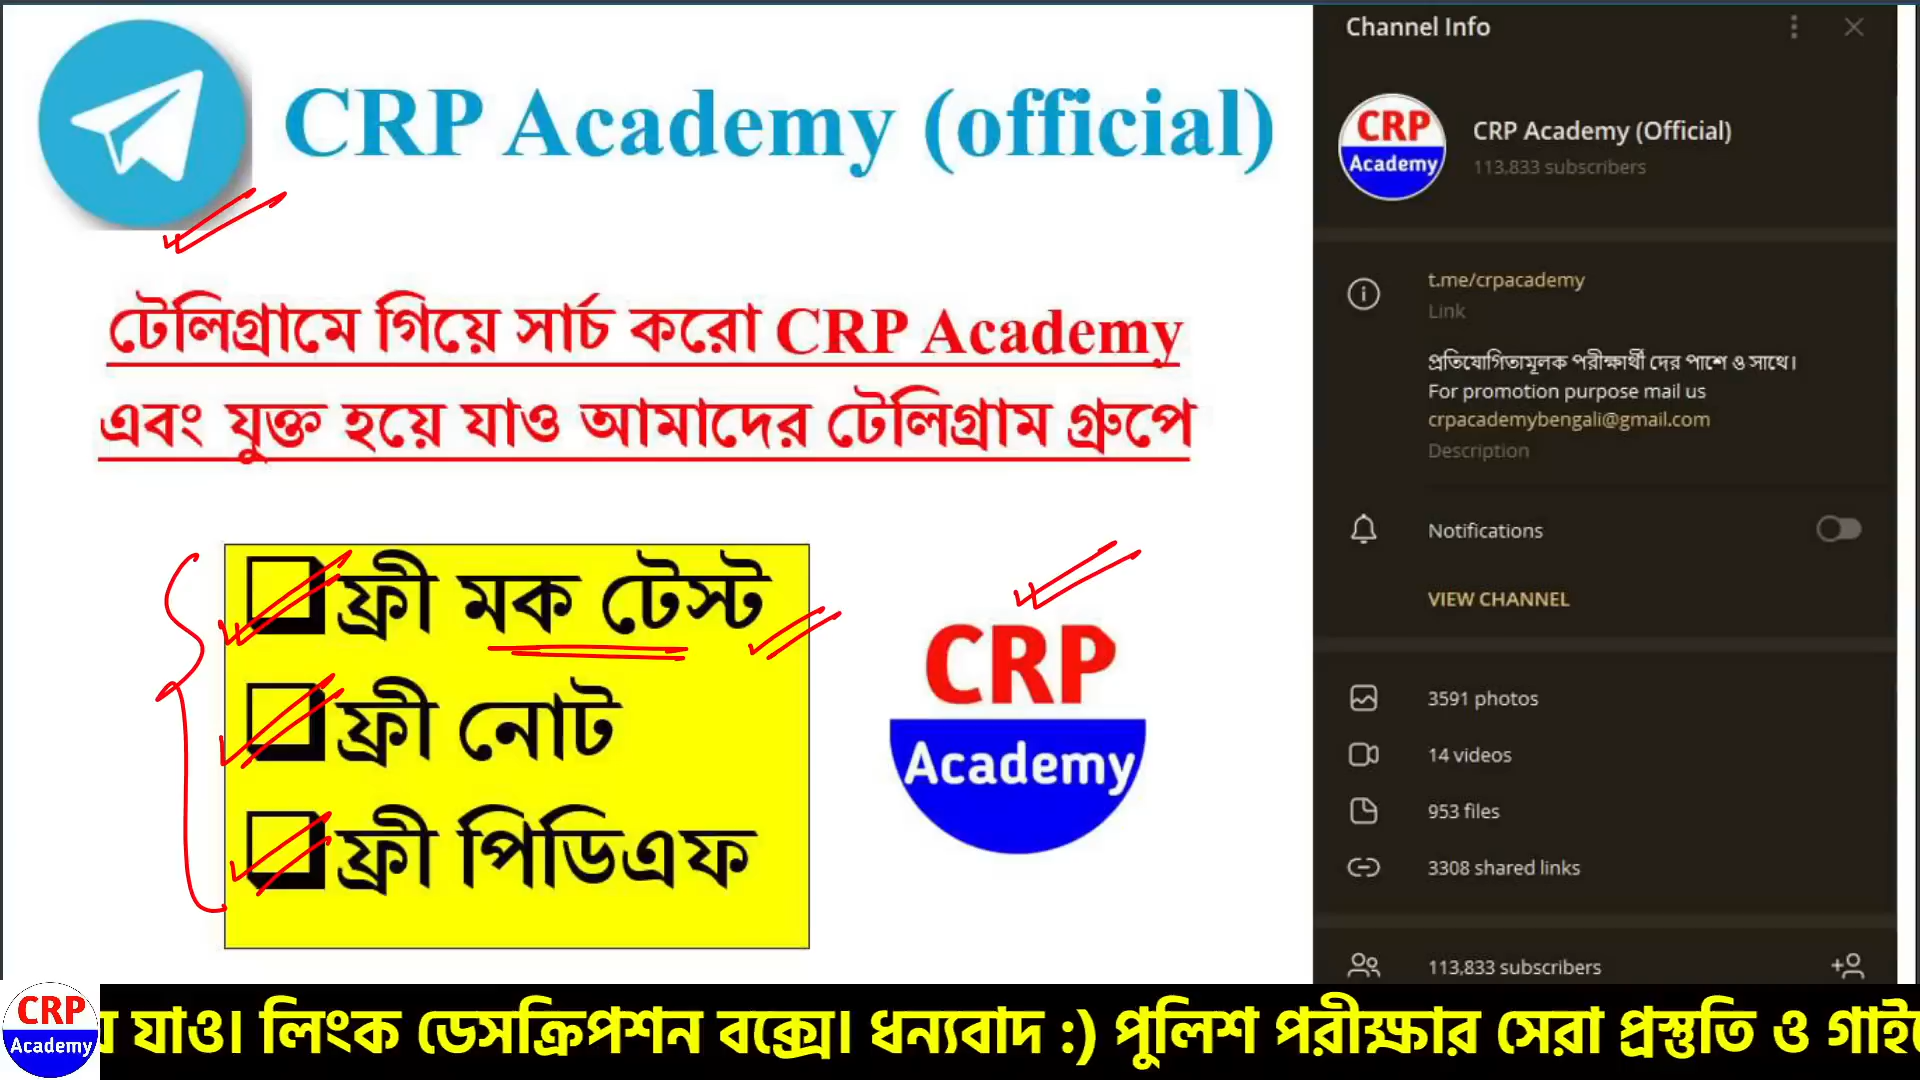 CRP Academy (official)
টেলিগ্রামে গিয়ে সার্চ করো CRP Academy
এবং যুক্ত হয়ে যাও আমাদের টেলিগ্রাম গ্রুপে
ফ্রী মক টেস্ট
ফ্রী নোট
ফ্রী পিডিএফ
CRP
Academy
Channel Info
CRP
Academy
CRP Academy (Official)
113,833 subscribers
t.me/crpacademy
Link
প্রতিযোগিতামূলক পরীক্ষার্থী দের পাশে ও সাথে।
For promotion purpose mail us
crpacademybengali@gmail.com
Description
Notifications
VIEW CHANNEL
3591 photos
14 videos
953 files
3308 shared links
113,833 subscribers
CRP
Academy
যাও। লিংক ডেসক্রিপশন বক্সে। ধন্যবাদ :) পুলিশ পরীক্ষার সেরা প্রস্তুতি ও